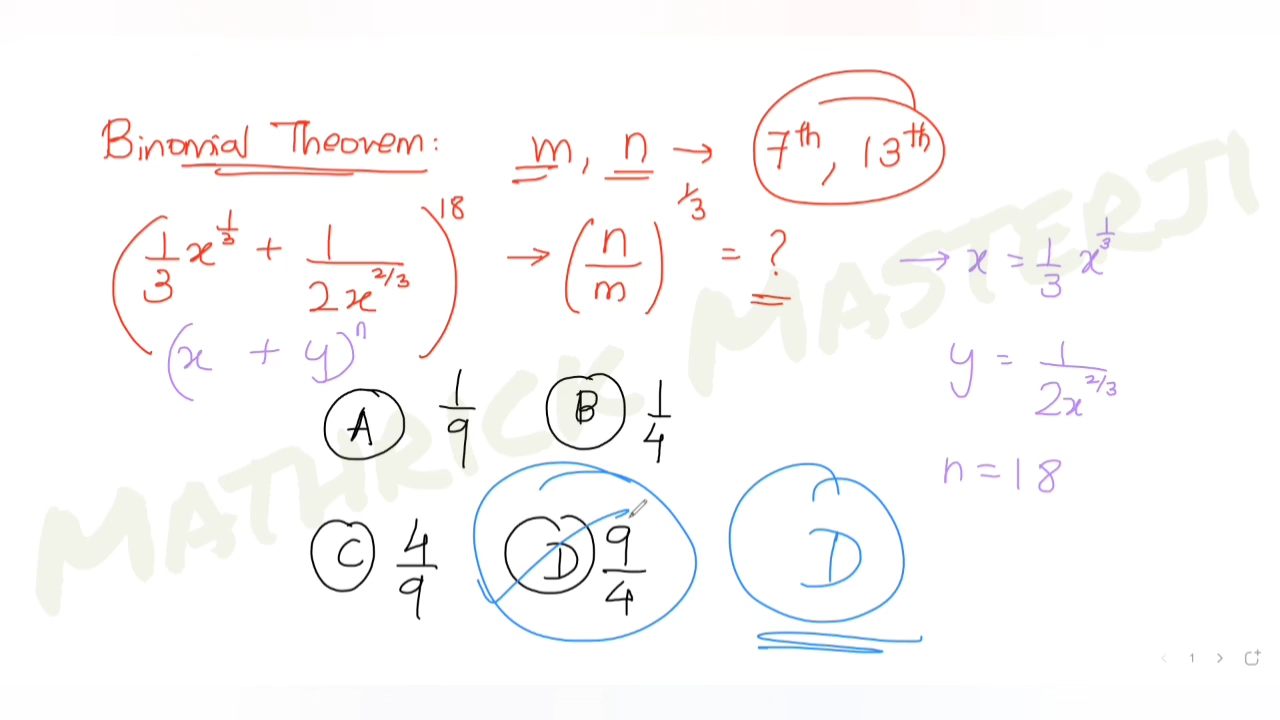 Binomial Theorem:
m, n → 7th, 13th
(1/3 x^(1/3) + 1/(2x^(2/3)))^18 → (n/m)^(1/3) = ?
(x + y)^n
→ x = 1/3 x^(1/3)
y = 1/(2x^(2/3))
n = 18
A 1/9 B 1/4
C 4/9 D 9/4
D
MATHRICK MASTERJI
1